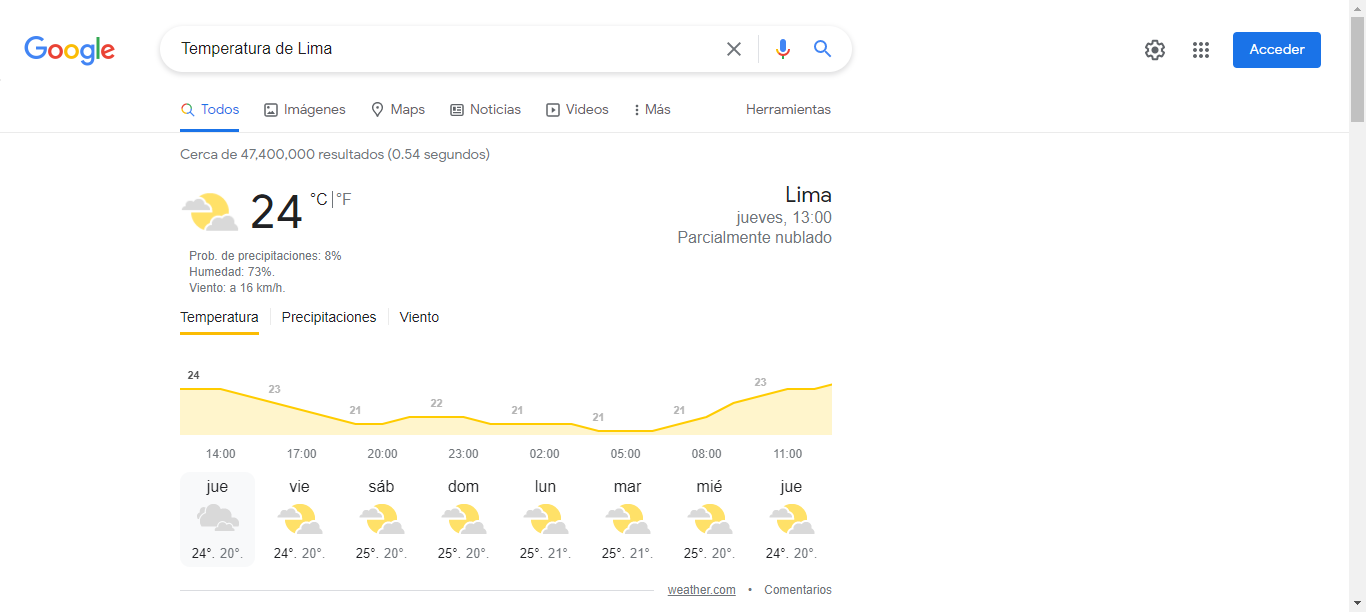 Google
Temperatura de Lima
Acceder
Todos Imágenes Maps Noticias Videos Más Herramientas
Cerca de 47,400,000 resultados (0.54 segundos)
24 °C | °F
Lima
jueves, 13:00
Parcialmente nublado
Prob. de precipitaciones: 8%
Humedad: 73%.
Viento: a 16 km/h.
Temperatura Precipitaciones Viento
24 23 21 22 21 21 21 23
14:00 17:00 20:00 23:00 02:00 05:00 08:00 11:00
jue vie sáb dom lun mar mié jue
24°. 20°. 24°. 20°. 25°. 20°. 25°. 20°. 25°. 21°. 25°. 21°. 25°. 20°. 24°. 20°.
weather.com • Comentarios